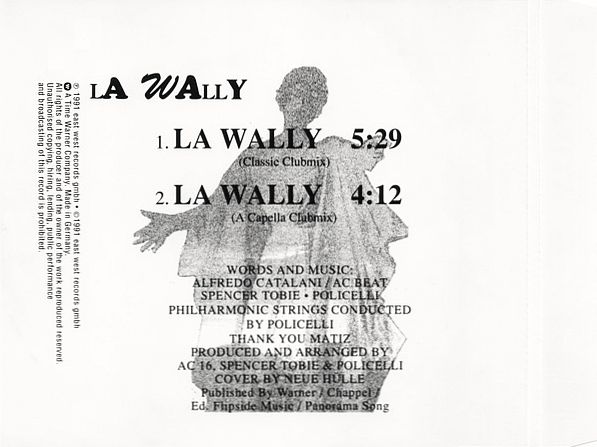 LA WALLY
1. LA WALLY 5:29
(Classic Clubmix)
2. LA WALLY 4:12
(A Capella Clubmix)
WORDS AND MUSIC:
ALFREDO CATALANI / AC BEAT
SPENCER TOBIE • POLICELLI
PHILHARMONIC STRINGS CONDUCTED
BY POLICELLI
THANK YOU MATIZ
PRODUCED AND ARRANGED BY
AC 16, SPENCER TOBIE & POLICELLI
COVER BY NEUE HÜLLE
Published By Warner / Chappel /
Ed. Flipside Music / Panorama Song
℗ 1991 east west records gmbh • © 1991 east west records gmbh
A Time Warner Company. Made in Germany.
All rights of the producer and of the owner of the work reproduced reserved.
Unauthorised copying, hiring, lending, public performance
and broadcasting of this record is prohibited.